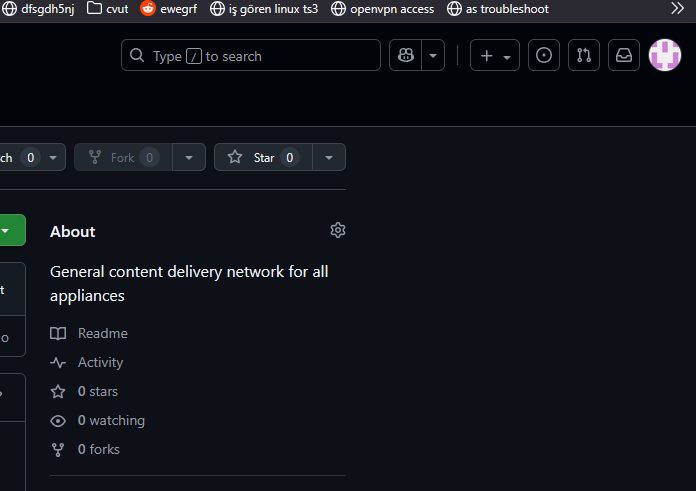 dfsgdh5nj cvut ewegrf iş gören linux ts3 openvpn access as troubleshoot
Type / to search
ch 0 Fork 0 Star 0
About
General content delivery network for all
appliances
Readme
Activity
0 stars
0 watching
0 forks